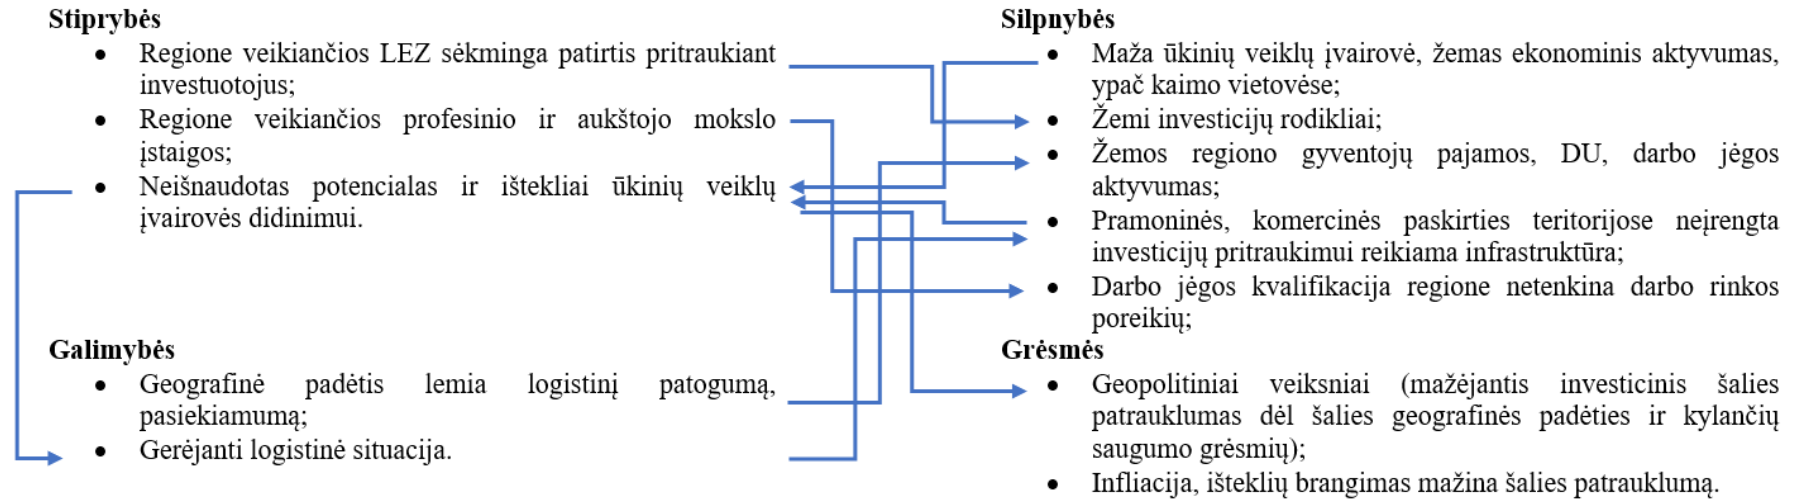 Stiprybės
• Regione veikiančios LEZ sėkminga patirtis pritraukiant
investuotojus;
• Regione veikiančios profesinio ir aukštojo mokslo
įstaigos;
• Neišnaudotas potencialas ir ištekliai ūkinių veiklų
įvairovės didinimui.
Silpnybės
• Maža ūkinių veiklų įvairovė, žemas ekonominis aktyvumas,
ypač kaimo vietovėse;
• Žemi investicijų rodikliai;
• Žemos regiono gyventojų pajamos, DU, darbo jėgos
aktyvumas;
• Pramoninės, komercinės paskirties teritorijose neįrengta
investicijų pritraukimui reikiama infrastruktūra;
• Darbo jėgos kvalifikacija regione netenkina darbo rinkos
poreikių;
Galimybės
• Geografinė padėtis lemia logistinį patogumą,
pasiekiamumą;
• Gerėjanti logistinė situacija.
Grėsmės
• Geopolitiniai veiksniai (mažėjantis investicinis šalies
patrauklumas dėl šalies geografinės padėties ir kylančių
saugumo grėsmių);
• Infliacija, išteklių brangimas mažina šalies patrauklumą.